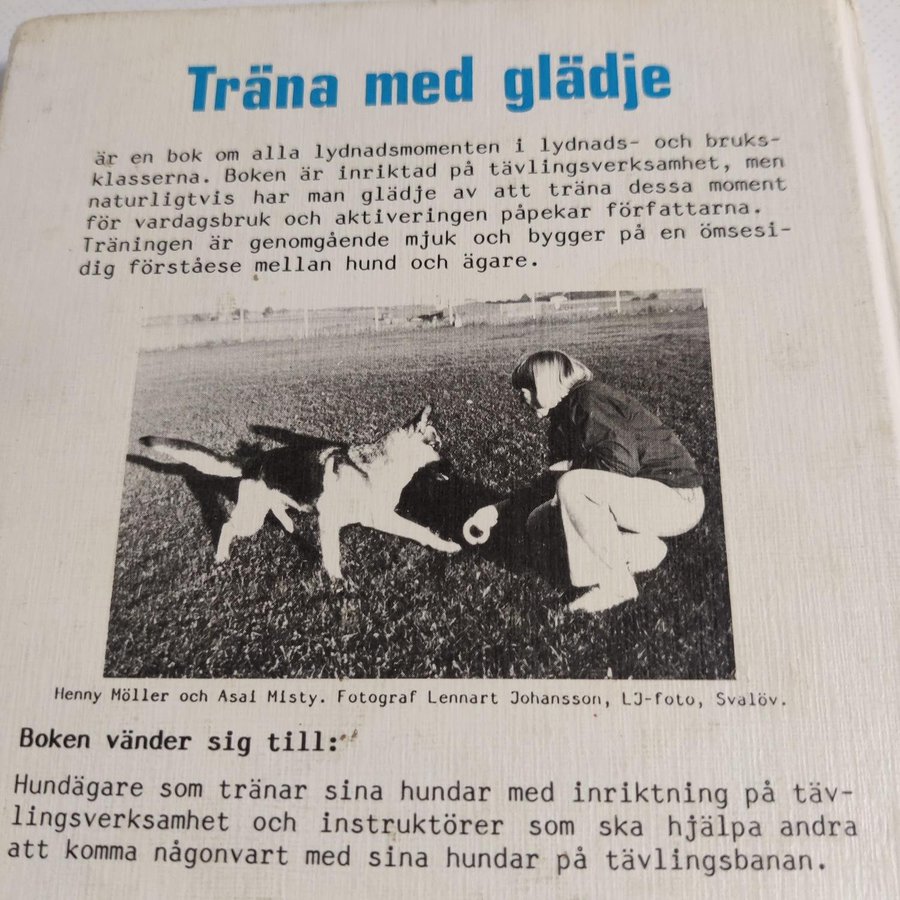 Träna med glädje
är en bok om alla lydnadsmomenten i lydnads- och bruks-
klasserna. Boken är inriktad på tävlingsverksamhet, men
naturligtvis har man glädje av att träna dessa moment
för vardagsbruk och aktiveringen påpekar författarna.
Träningen är genomgående mjuk och bygger på en ömsesi-
dig förståese mellan hund och ägare.
Henny Möller och Asai Misty. Fotograf Lennart Johansson, LJ-foto, Svalöv.
Boken vänder sig till:
Hundägare som tränar sina hundar med inriktning på täv-
lingsverksamhet och instruktörer som ska hjälpa andra
att komma någonvart med sina hundar på tävlingsbanan.